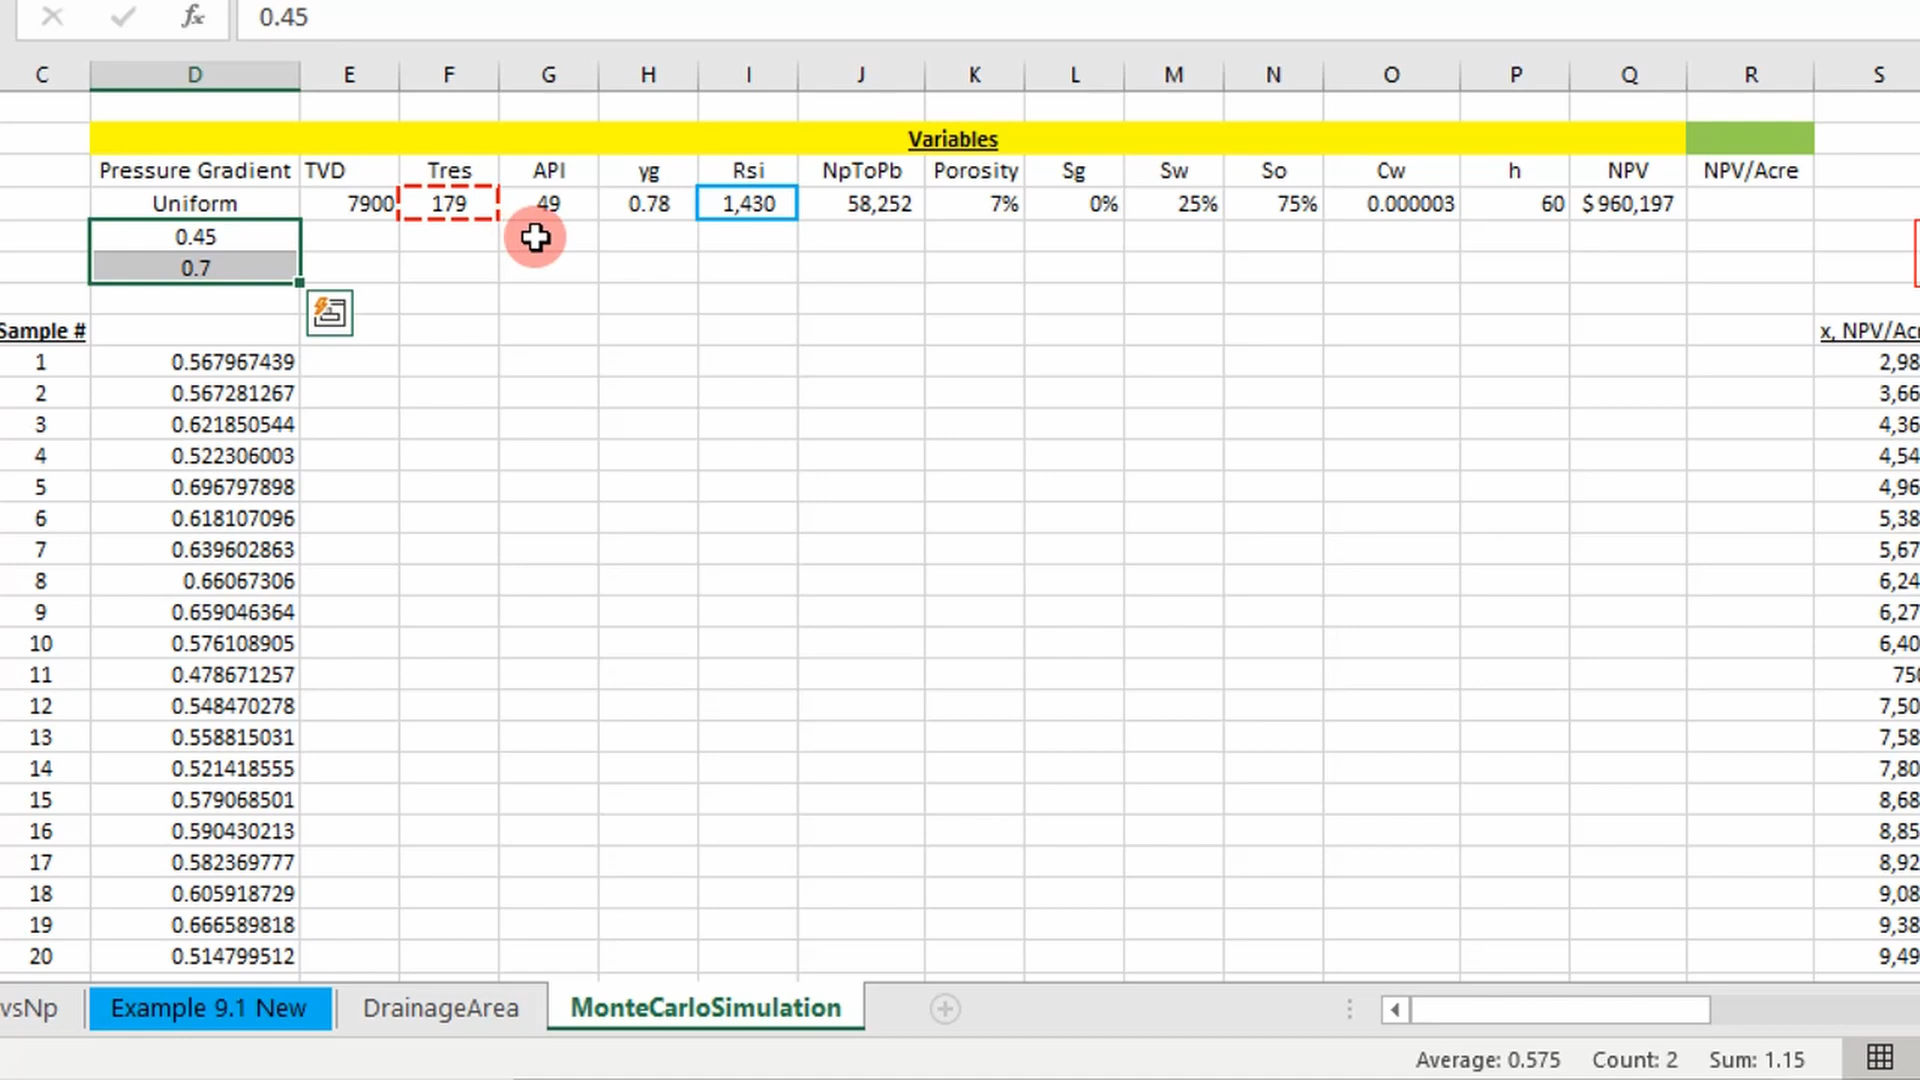 fx 0.45
C D E F G H I J K L M N O P Q R S
Variables
Pressure Gradient TVD Tres API yg Rsi NpToPb Porosity Sg Sw So Cw h NPV NPV/Acre
Uniform 7900 179 49 0.78 1,430 58,252 7% 0% 25% 75% 0.000003 60 $ 960,197
0.45
0.7
Sample # x, NPV/Acr
1 0.567967439 2,98
2 0.567281267 3,66
3 0.621850544 4,36
4 0.522306003 4,54
5 0.696797898 4,96
6 0.618107096 5,38
7 0.639602863 5,67
8 0.66067306 6,24
9 0.659046364 6,27
10 0.576108905 6,40
11 0.478671257 750
12 0.548470278 7,50
13 0.558815031 7,58
14 0.521418555 7,80
15 0.579068501 8,68
16 0.590430213 8,85
17 0.582369777 8,92
18 0.605918729 9,08
19 0.666589818 9,38
20 0.514799512 9,49
vsNp Example 9.1 New DrainageArea MonteCarloSimulation
Average: 0.575 Count: 2 Sum: 1.15